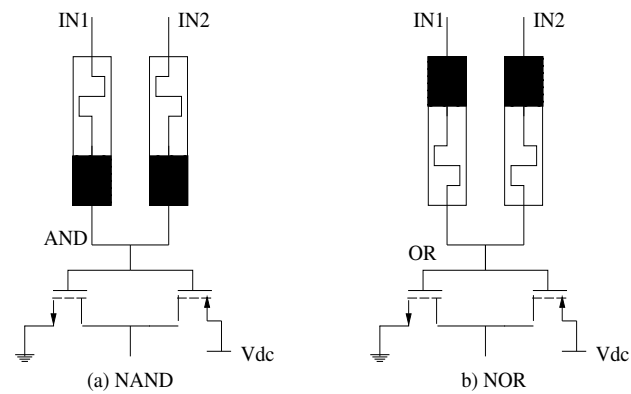 IN1 IN2 IN1 IN2
AND OR
Vdc Vdc
(a) NAND b) NOR